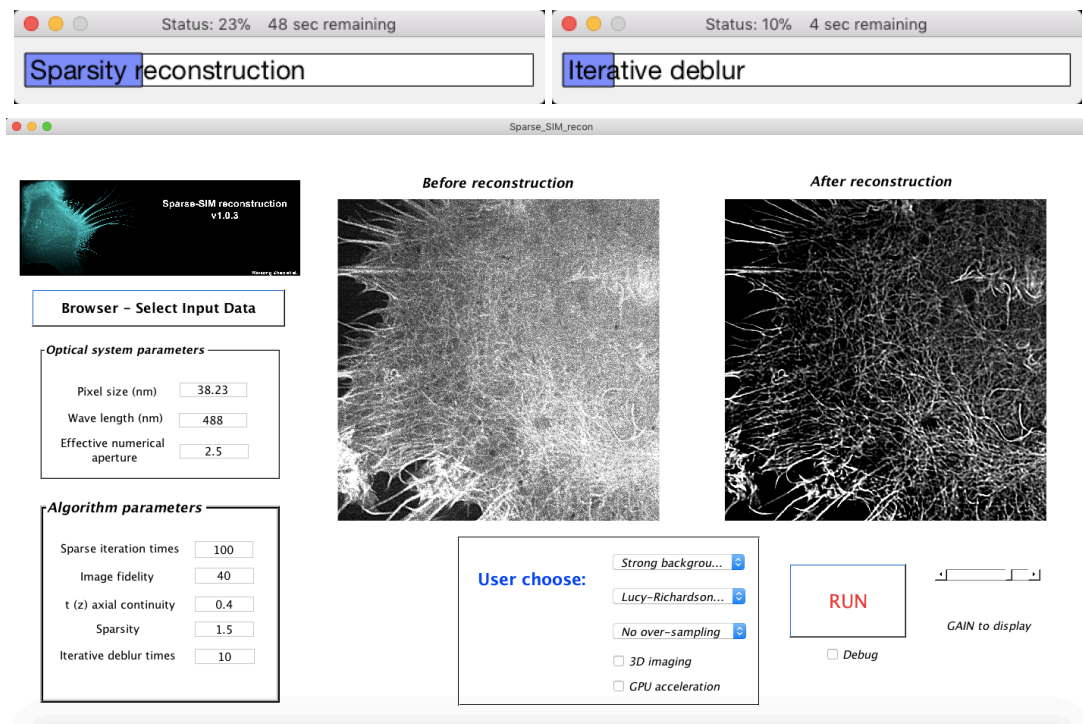 Status: 23% 48 sec remaining
Sparsity reconstruction
Status: 10% 4 sec remaining
Iterative deblur
Sparse_SIM_recon
Sparse-SIM reconstruction
v1.0.3
Browser - Select Input Data
Optical system parameters
Pixel size (nm) 38.23
Wave length (nm) 488
Effective numerical
aperture 2.5
Algorithm parameters
Sparse iteration times 100
Image fidelity 40
t (z) axial continuity 0.4
Sparsity 1.5
Iterative deblur times 10
Before reconstruction
After reconstruction
User choose:
Strong backgrou...
Lucy-Richardson...
No over-sampling
3D imaging
GPU acceleration
RUN
Debug
GAIN to display